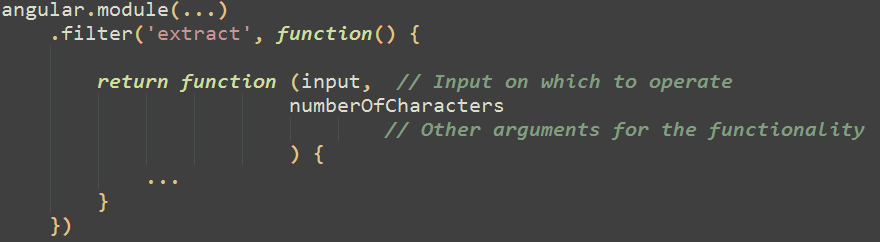 angular.module(...)
.filter('extract', function() {
return function (input, // Input on which to operate
numberOfCharacters
// Other arguments for the functionality
) {
...
}
})